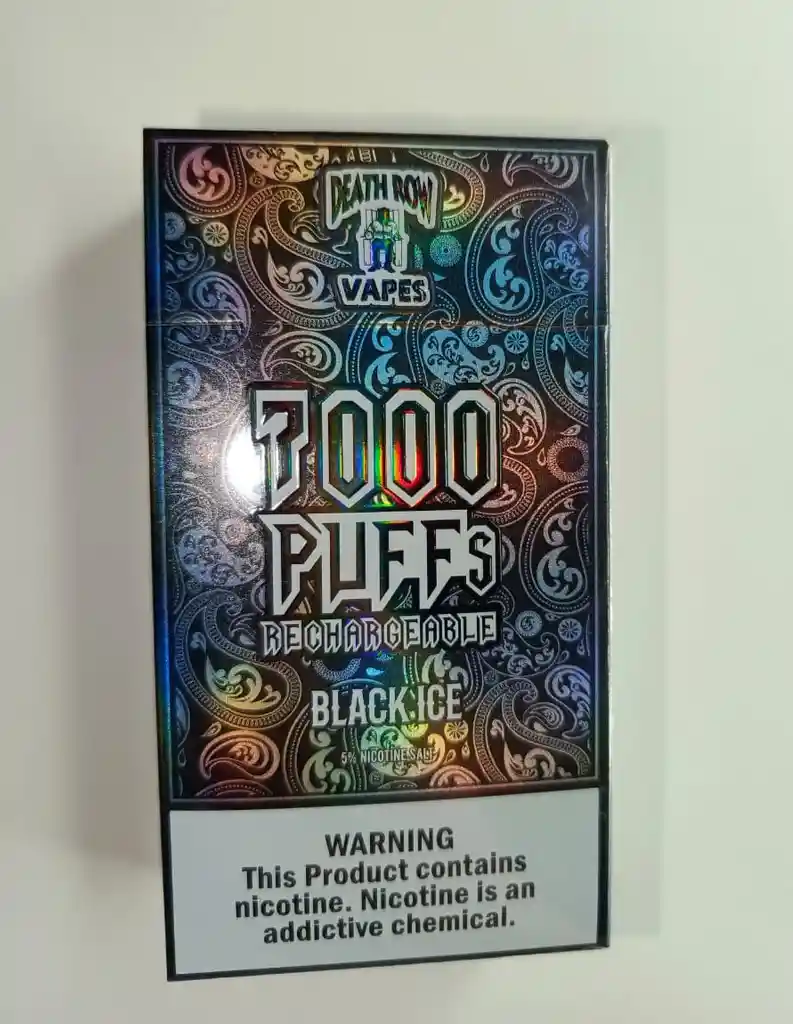 DEATH ROW
VAPES
7000
PUFFS
RECHARGEABLE
BLACK ICE
5% NICOTINE SALT
WARNING
This Product contains
nicotine. Nicotine is an
addictive chemical.